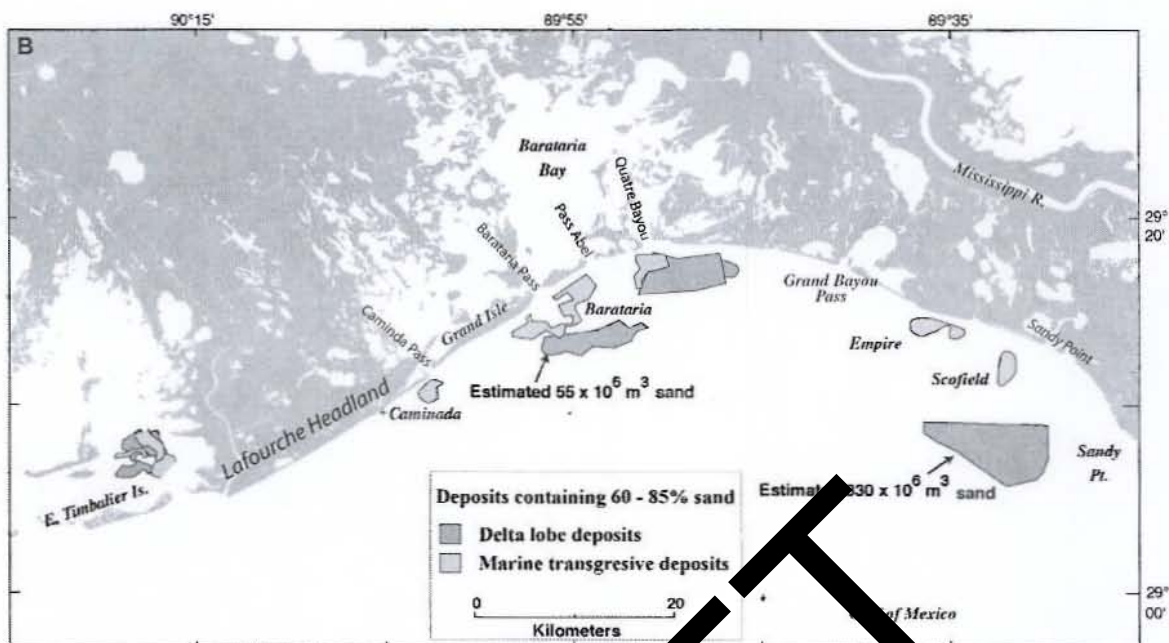 90° 15' 89° 55' 89° 35'
B
Barataria
Bay
Quatre Bayou
Pass Abel
Barataria Pass
Mississippi R.
29°
20'
Grand Isle
Caminda Pass
Barataria
Grand Bayou
Pass
Empire
Sandy Point
Scofield
Estimated 55 x 10⁶ m³ sand
Caminada
Lafourche Headland
E. Timbalier Is.
Sandy
Pt.
Estimated 330 x 10⁶ m³ sand
Deposits containing 60 - 85% sand
Delta lobe deposits
Marine transgresive deposits
0 20
Kilometers
29°
00'
of Mexico